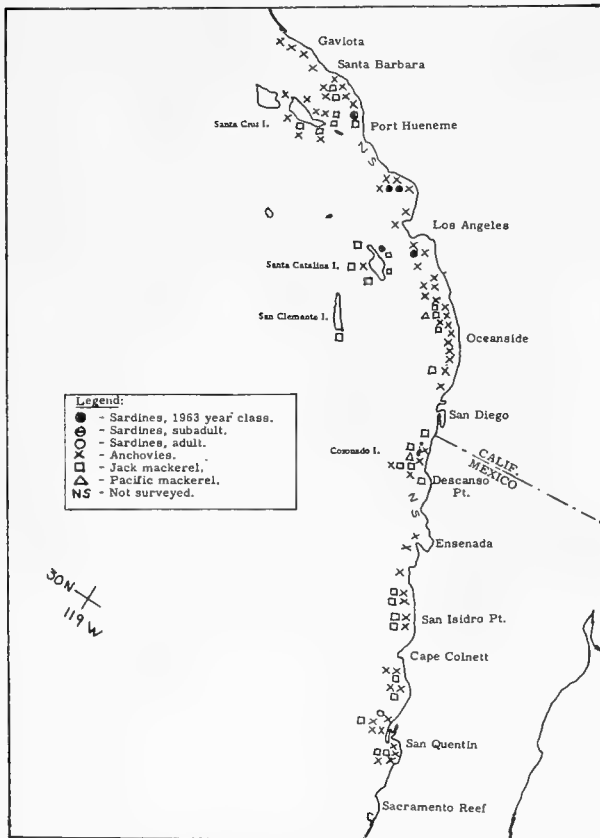 Gaviota
Santa Barbara
Santa Cruz I.
Port Hueneme
NS
Los Angeles
Santa Catalina I.
San Clemente I.
Oceanside
Legend:
- Sardines, 1963 year class.
- Sardines, subadult.
- Sardines, adult.
- Anchovies.
- Jack mackerel.
- Pacific mackerel.
NS - Not surveyed.
San Diego
Coronado I.
CALIF.
MEXICO
Descanso
Pt.
NS
Ensenada
30N
119W
San Isidro Pt.
Cape Colnett
San Quentin
Sacramento Reef